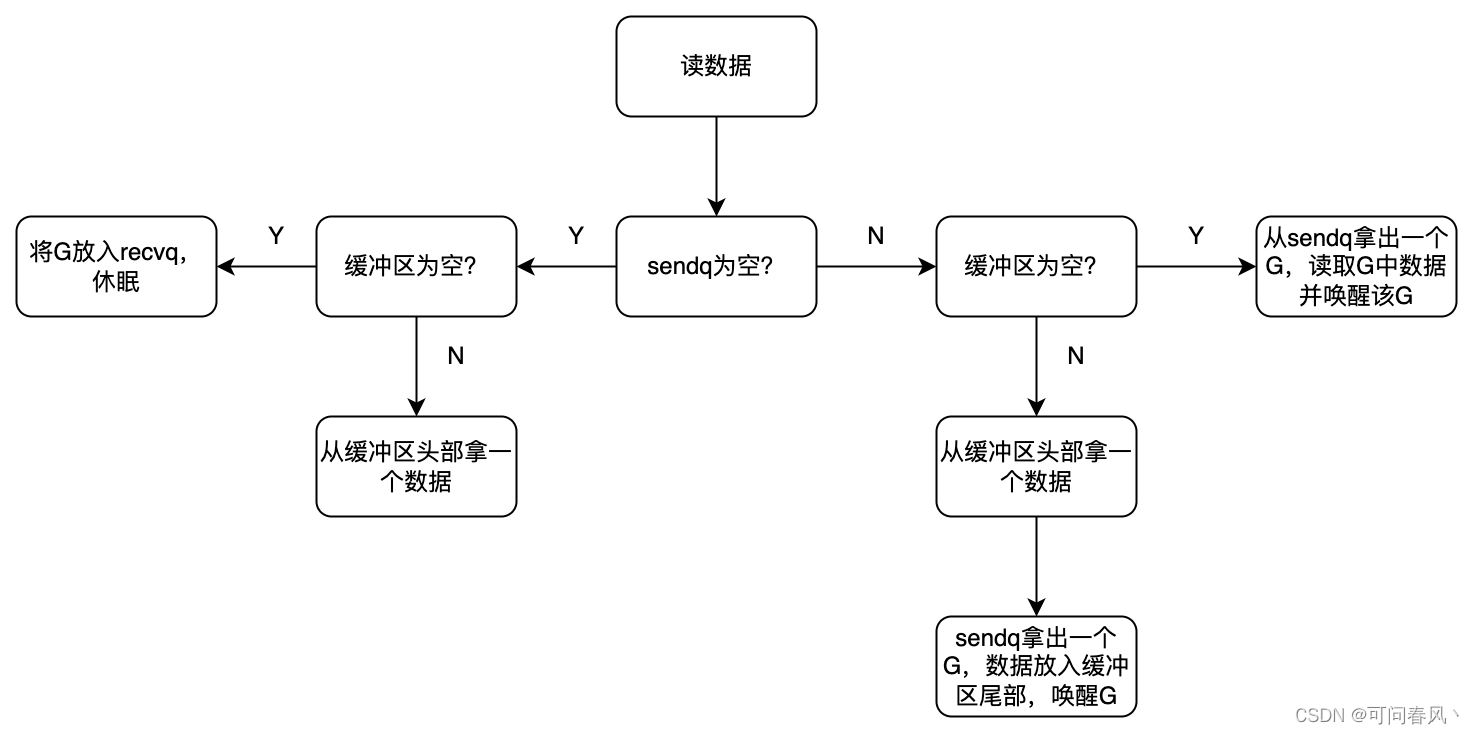 读数据
Y
Y
N
Y
将G放入recvq，
休眠
缓冲区为空？
sendq为空？
缓冲区为空？
从sendq拿出一个
G，读取G中数据
并唤醒该G
N
N
从缓冲区头部拿一
个数据
从缓冲区头部拿一
个数据
sendq拿出一个
G，数据放入缓冲
区尾部，唤醒G
CSDN @可问春风丶